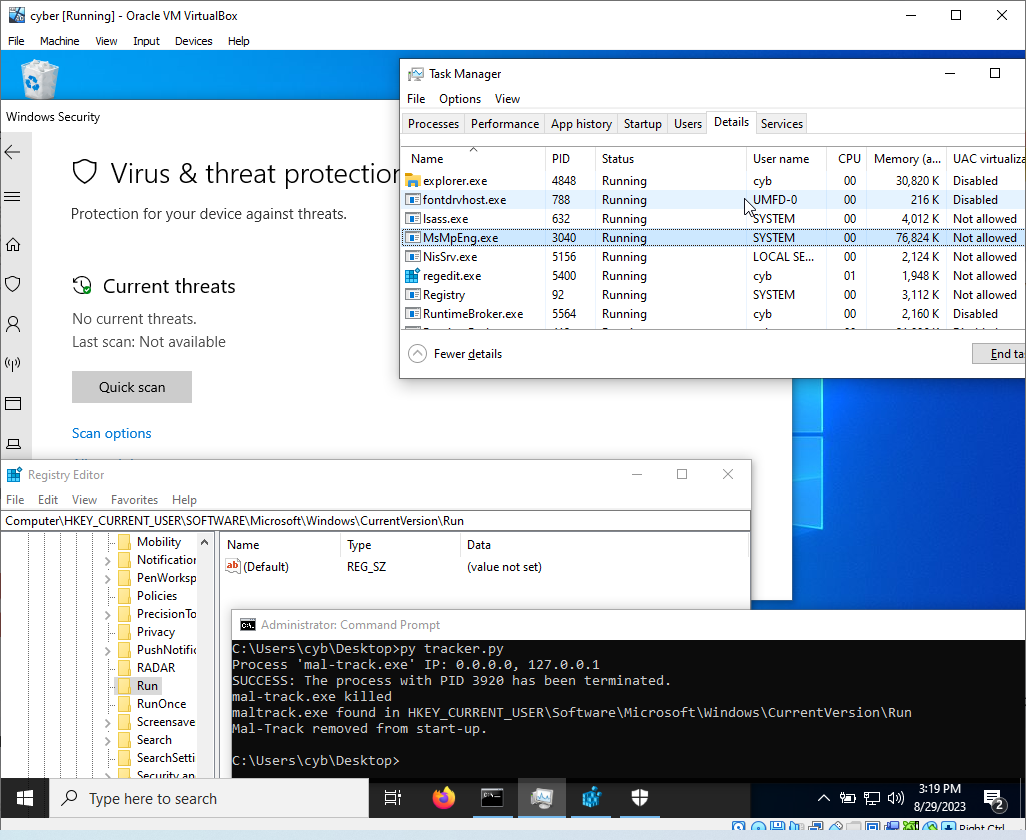 cyber [Running] - Oracle VM VirtualBox
File Machine View Input Devices Help
Task Manager
File Options View
Processes Performance App history Startup Users Details Services
Name PID Status User name CPU Memory (a... UAC virtualiza
explorer.exe 4848 Running cyb 00 30,820 K Disabled
fontdrvhost.exe 788 Running UMFD-0 00 216 K Disabled
lsass.exe 632 Running SYSTEM 00 4,012 K Not allowed
MsMpEng.exe 3040 Running SYSTEM 00 76,824 K Not allowed
NisSrv.exe 5156 Running LOCAL SE... 00 2,124 K Not allowed
regedit.exe 5400 Running cyb 01 1,948 K Not allowed
Registry 92 Running SYSTEM 00 3,112 K Not allowed
RuntimeBroker.exe 5564 Running cyb 00 2,160 K Disabled
Fewer details
End ta
Windows Security
Virus & threat protection
Protection for your device against threats.
Current threats
No current threats.
Last scan: Not available
Quick scan
Scan options
Registry Editor
File Edit View Favorites Help
Computer\HKEY_CURRENT_USER\SOFTWARE\Microsoft\Windows\CurrentVersion\Run
Mobility
Notification
PenWorksp
Policies
PrecisionTo
Privacy
PushNotific
RADAR
Run
RunOnce
Screensave
Search
SearchSetti
Security an
Name Type Data
ab (Default) REG_SZ (value not set)
C:\. Administrator: Command Prompt
C:\Users\cyb\Desktop>py tracker.py
Process 'mal-track.exe' IP: 0.0.0.0, 127.0.0.1
SUCCESS: The process with PID 3920 has been terminated.
mal-track.exe killed
maltrack.exe found in HKEY_CURRENT_USER\Software\Microsoft\Windows\CurrentVersion\Run
Mal-Track removed from start-up.
C:\Users\cyb\Desktop>
Type here to search
3:19 PM
8/29/2023
2
Right Ctrl